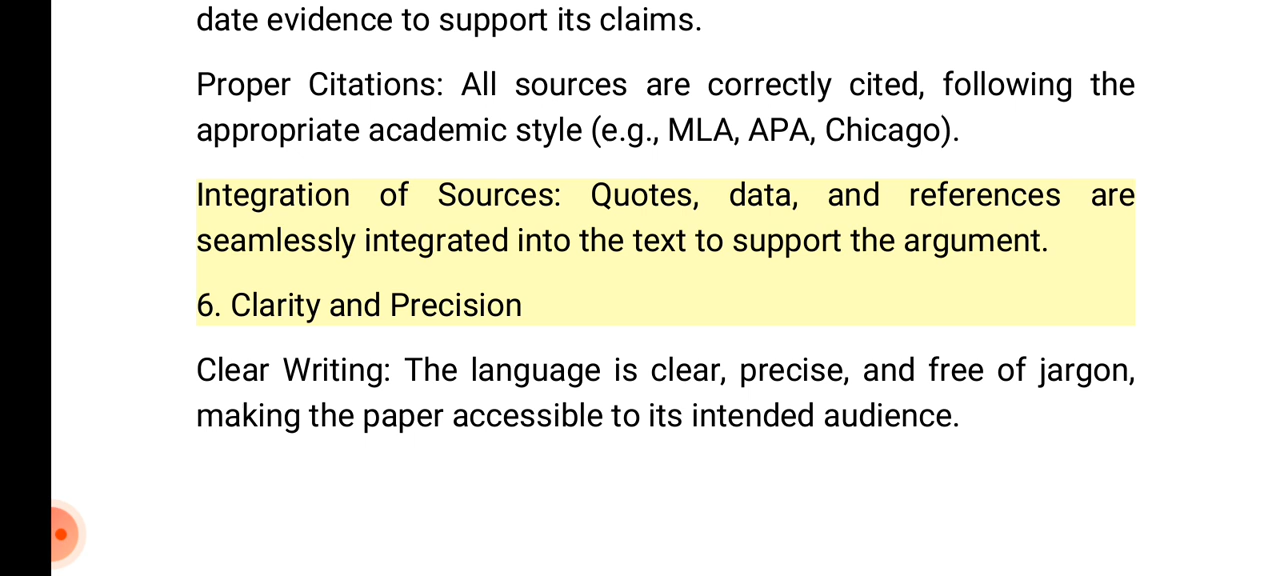 date evidence to support its claims.
Proper Citations: All sources are correctly cited, following the
appropriate academic style (e.g., MLA, APA, Chicago).
Integration of Sources: Quotes, data, and references are
seamlessly integrated into the text to support the argument.
6. Clarity and Precision
Clear Writing: The language is clear, precise, and free of jargon,
making the paper accessible to its intended audience.